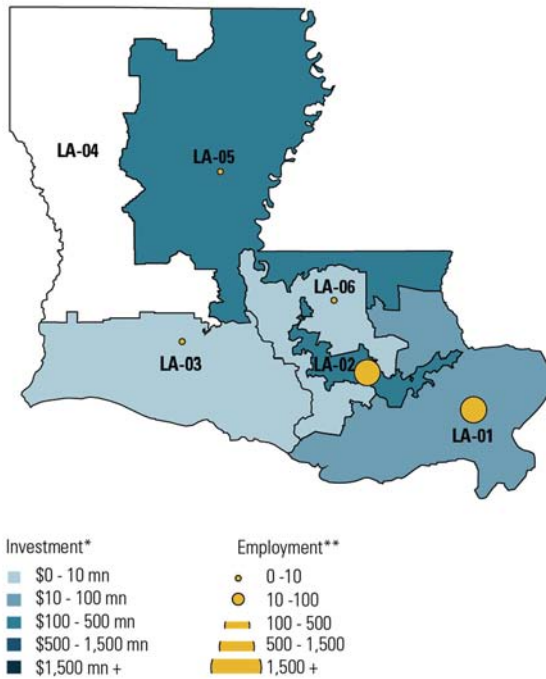 LA-04
LA-05
LA-06
LA-02
LA-03
LA-01
Investment*
$0 - 10 mn
$10 - 100 mn
$100 - 500 mn
$500 - 1,500 mn
$1,500 mn +
Employment**
0 -10
10 -100
100 - 500
500 - 1,500
1,500 +